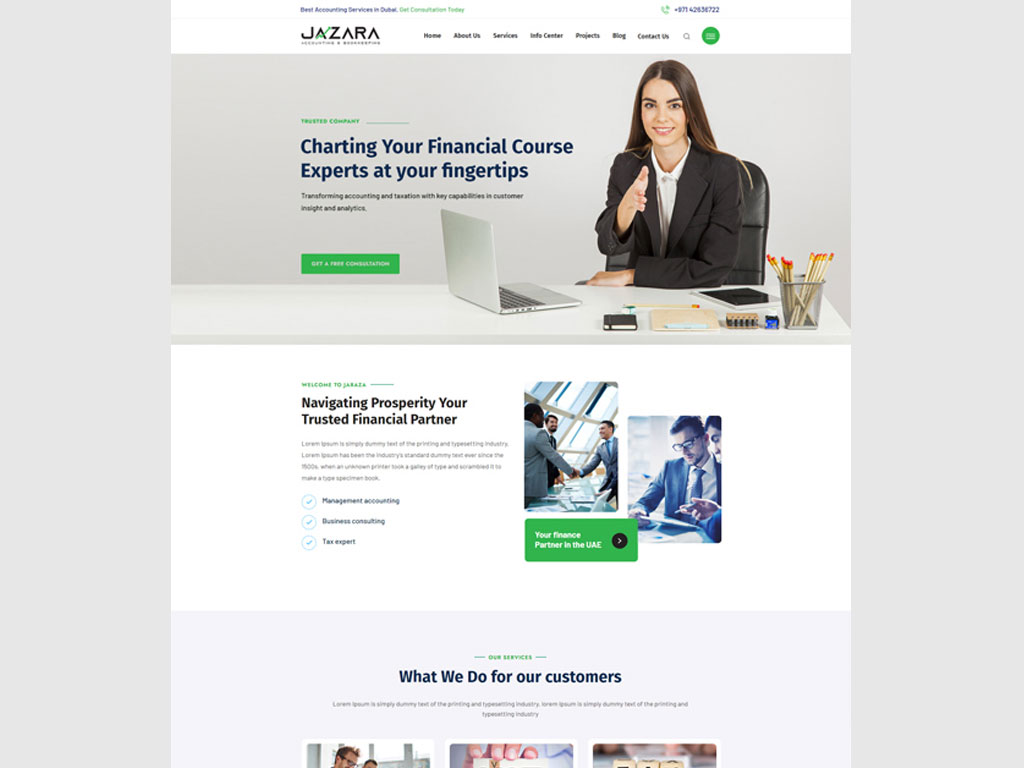 Best Accounting Services in Dubai, Get Consultation Today
+971 42636722
JAZARA
ACCOUNTING & BOOKKEEPING
Home
About Us
Services
Info Center
Projects
Blog
Contact Us
TRUSTED COMPANY
Charting Your Financial Course
Experts at your fingertips
Transforming accounting and taxation with key capabilities in customer
insight and analytics.
GET A FREE CONSULTATION
WELCOME TO JARAZA
Navigating Prosperity Your
Trusted Financial Partner
Lorem Ipsum is simply dummy text of the printing and typesetting industry.
Lorem Ipsum has been the industry's standard dummy text ever since the
1500s, when an unknown printer took a galley of type and scrambled it to
make a type specimen book.
Management accounting
Business consulting
Tax expert
Your finance
Partner in the UAE
OUR SERVICES
What We Do for our customers
Lorem Ipsum is simply dummy text of the printing and typesetting industry. lorem Ipsum is simply dummy text of the printing and
typesetting industry